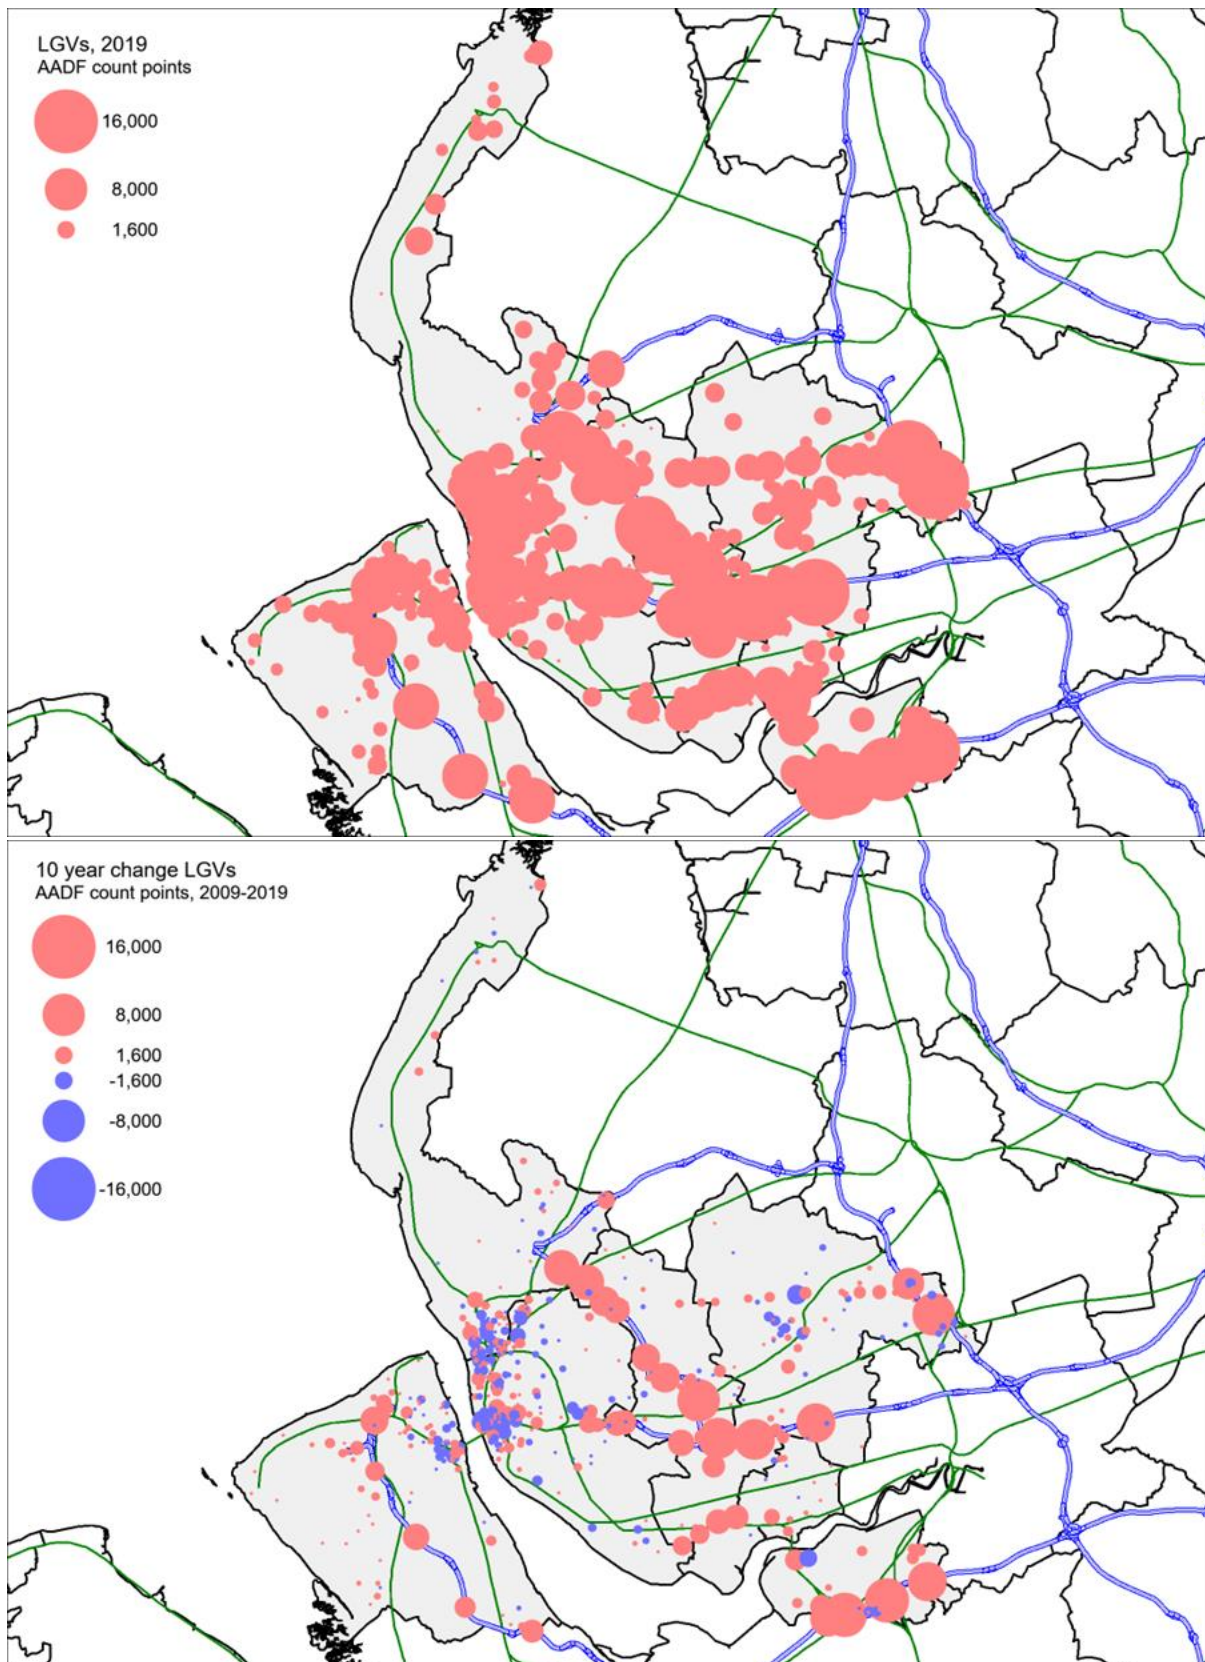 LGVs, 2019
AADF count points
16,000
8,000
1,600
10 year change LGVs
AADF count points, 2009-2019
16,000
8,000
1,600
-1,600
-8,000
-16,000